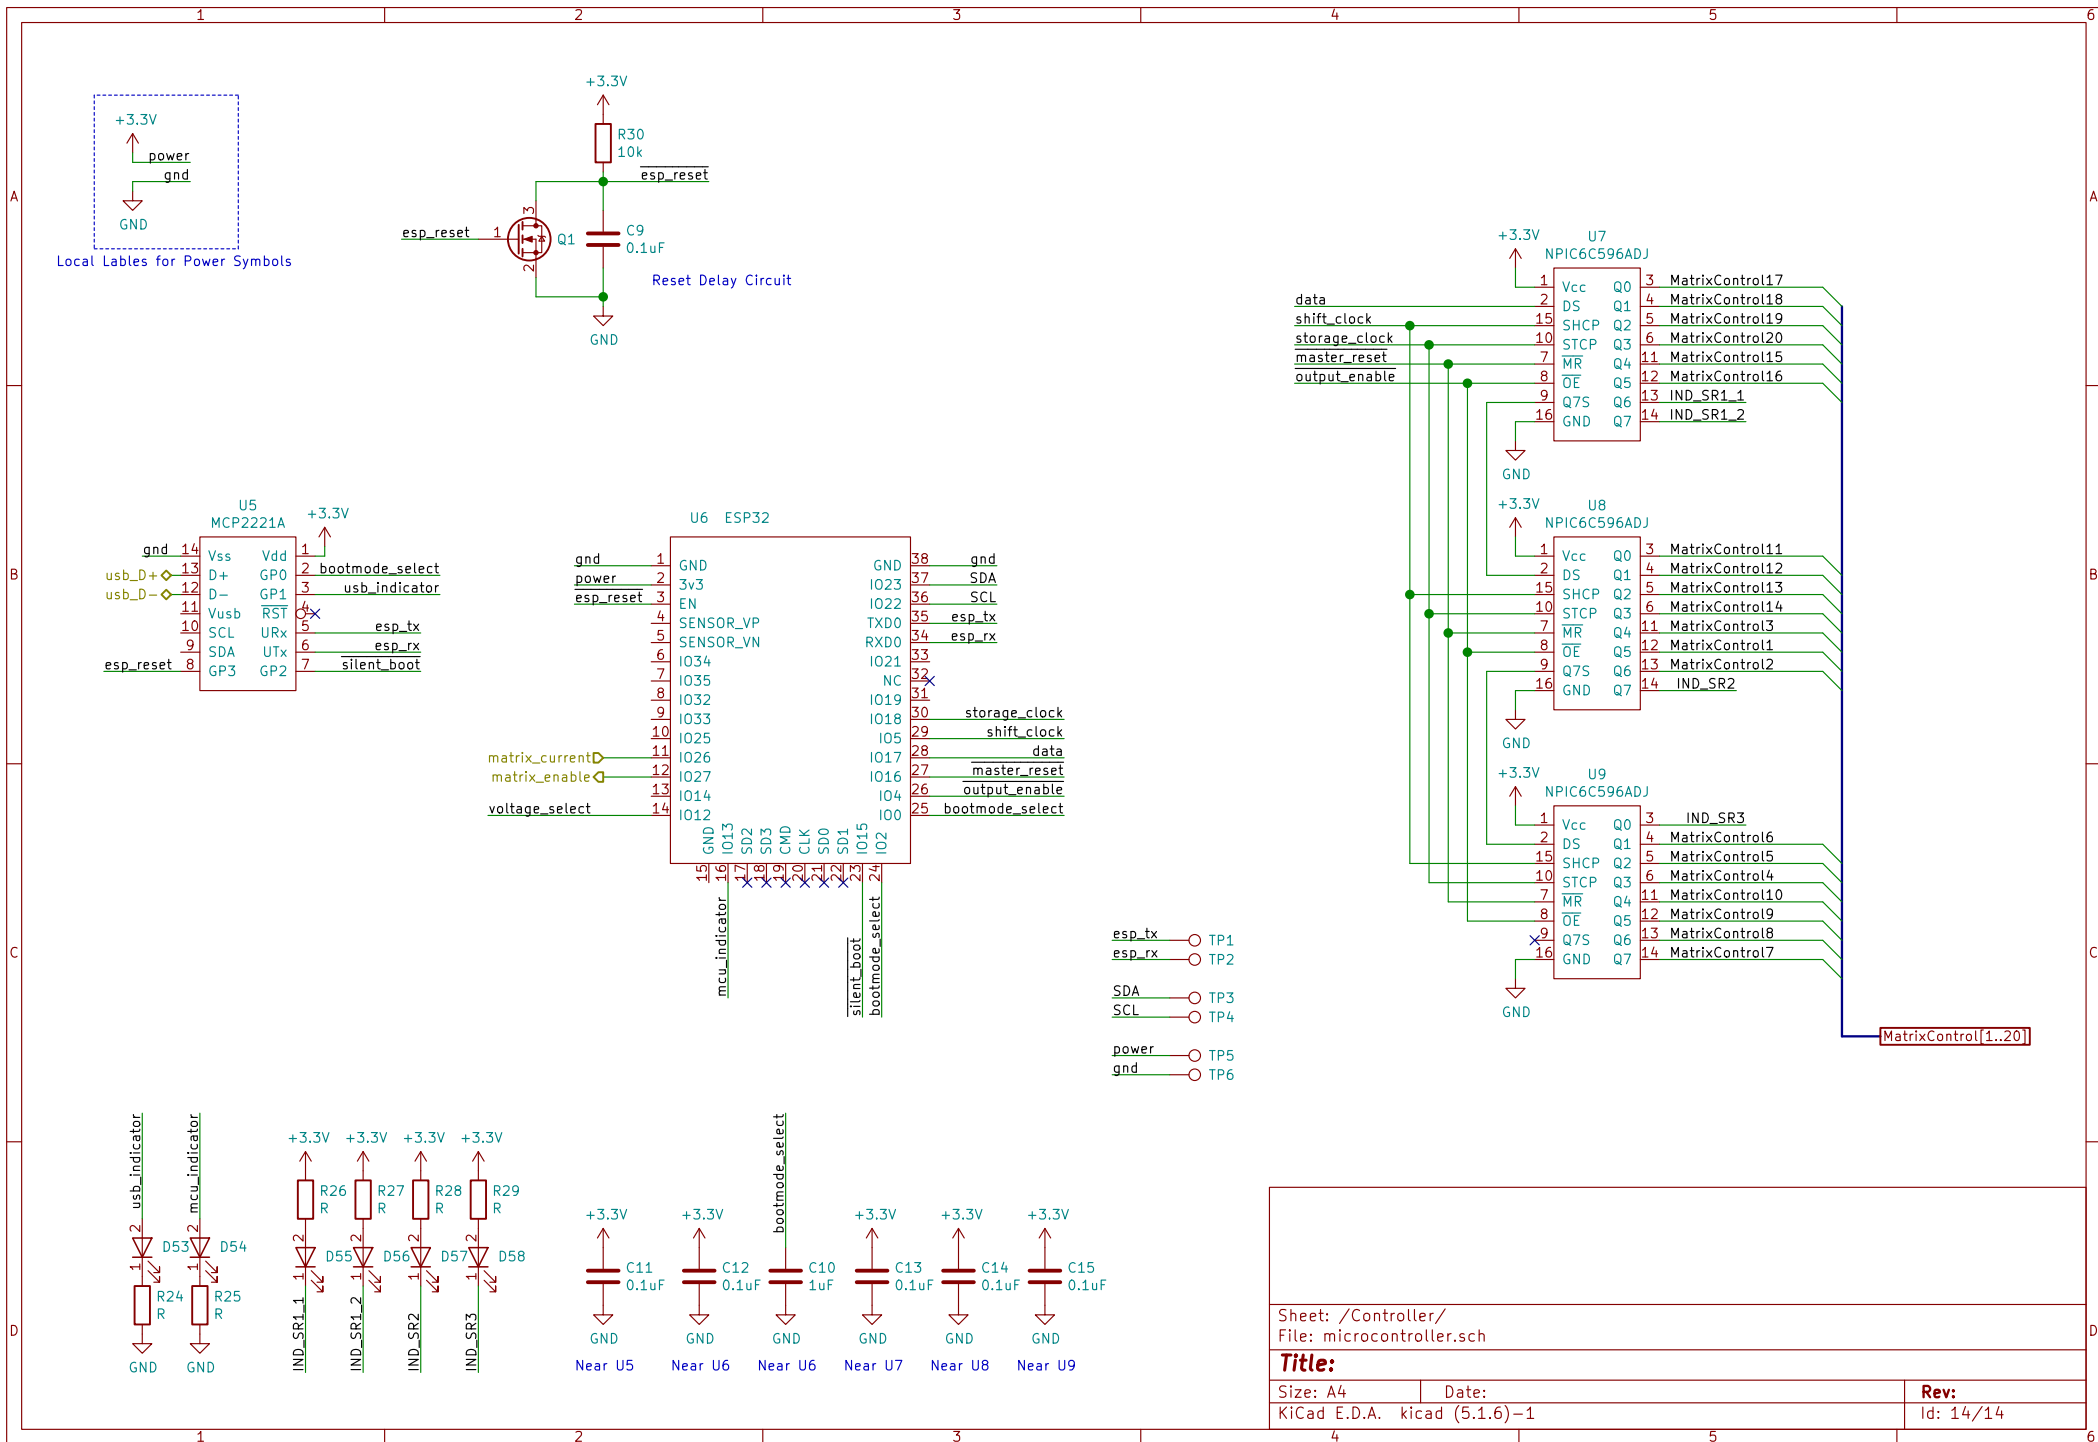 1 2 3 4 5 6
A
B
C
D
+3.3V
power
gnd
GND
Local Lables for Power Symbols
+3.3V
R30
10k
esp_reset
esp_reset
1
3
2
Q1
C9
0.1uF
Reset Delay Circuit
GND
U5
MCP2221A
+3.3V
gnd 14 Vss Vdd 1
usb_D+ 13 D+ GP0 2 bootmode_select
usb_D- 12 D- GP1 3 usb_indicator
11 Vusb RST 4
10 SCL URx 5 esp_tx
9 SDA UTx 6 esp_rx
esp_reset 8 GP3 GP2 7 silent_boot
U6 ESP32
gnd 1 GND GND 38 gnd
power 2 3v3 IO23 37 SDA
esp_reset 3 EN IO22 36 SCL
4 SENSOR_VP TXD0 35 esp_tx
5 SENSOR_VN RXD0 34 esp_rx
6 IO34 IO21 33
7 IO35 NC 32
8 IO32 IO19 31
9 IO33 IO18 30 storage_clock
10 IO25 IO5 29 shift_clock
matrix_current 11 IO26 IO17 28 data
matrix_enable 12 IO27 IO16 27 master_reset
13 IO14 IO4 26 output_enable
voltage_select 14 IO12 IO0 25 bootmode_select
GND IO13 SD2 SD3 CMD CLK SD0 SD1 IO15 IO2
15 16 17 18 19 20 21 22 23 24
mcu_indicator
silent_boot
bootmode_select
+3.3V
U7
NPIC6C596ADJ
1 Vcc Q0 3 MatrixControl17
data 2 DS Q1 4 MatrixControl18
shift_clock 15 SHCP Q2 5 MatrixControl19
storage_clock 10 STCP Q3 6 MatrixControl20
master_reset 7 MR Q4 11 MatrixControl15
output_enable 8 OE Q5 12 MatrixControl16
9 Q7S Q6 13 IND_SR1_1
16 GND Q7 14 IND_SR1_2
GND
+3.3V
U8
NPIC6C596ADJ
1 Vcc Q0 3 MatrixControl11
2 DS Q1 4 MatrixControl12
15 SHCP Q2 5 MatrixControl13
10 STCP Q3 6 MatrixControl14
7 MR Q4 11 MatrixControl3
8 OE Q5 12 MatrixControl1
9 Q7S Q6 13 MatrixControl2
16 GND Q7 14 IND_SR2
GND
+3.3V
U9
NPIC6C596ADJ
1 Vcc Q0 3 IND_SR3
2 DS Q1 4 MatrixControl6
15 SHCP Q2 5 MatrixControl5
10 STCP Q3 6 MatrixControl4
7 MR Q4 11 MatrixControl10
8 OE Q5 12 MatrixControl9
9 Q7S Q6 13 MatrixControl8
16 GND Q7 14 MatrixControl7
GND
MatrixControl[1..20]
esp_tx TP1
esp_rx TP2
SDA TP3
SCL TP4
power TP5
gnd TP6
usb_indicator
2
D53
1
R24
R
GND
mcu_indicator
2
D54
1
R25
R
GND
+3.3V +3.3V +3.3V +3.3V
R26 R27 R28 R29
R R R R
2 2 2 2
D55 D56 D57 D58
1 1 1 1
IND_SR1_1
IND_SR1_2
IND_SR2
IND_SR3
bootmode_select
+3.3V +3.3V +3.3V +3.3V +3.3V
C11 C12 C10 C13 C14 C15
0.1uF 0.1uF 1uF 0.1uF 0.1uF 0.1uF
GND GND GND GND GND GND
Near U5 Near U6 Near U6 Near U7 Near U8 Near U9
Sheet: /Controller/
File: microcontroller.sch
Title:
Size: A4 Date: Rev:
KiCad E.D.A. kicad (5.1.6)-1 Id: 14/14
A
B
C
D
1 2 3 4 5 6